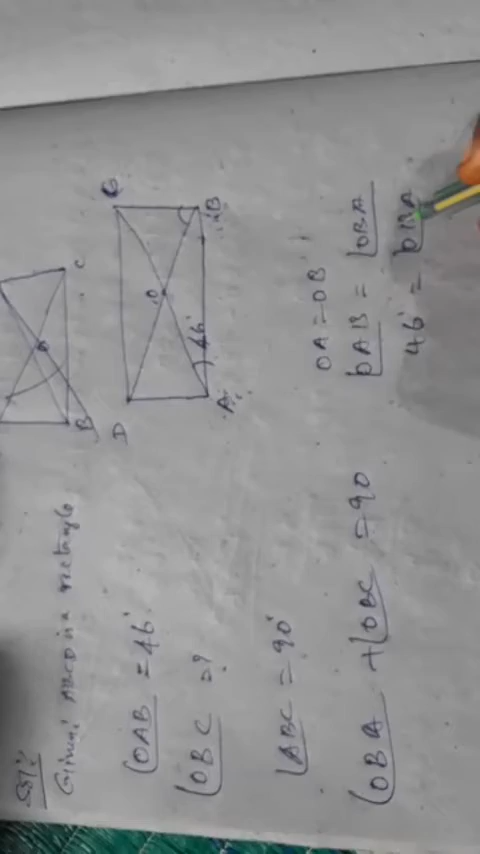 Sol:
Given: ABCD is a rectangle
∠OAB = 46°
∠OBC = ?
∠ABC = 90°
∠OBA + ∠OBC = 90
C
B
O
D
C
B
O
46°
A
OA = OB
∠OAB = ∠OBA
46° = ∠OBA